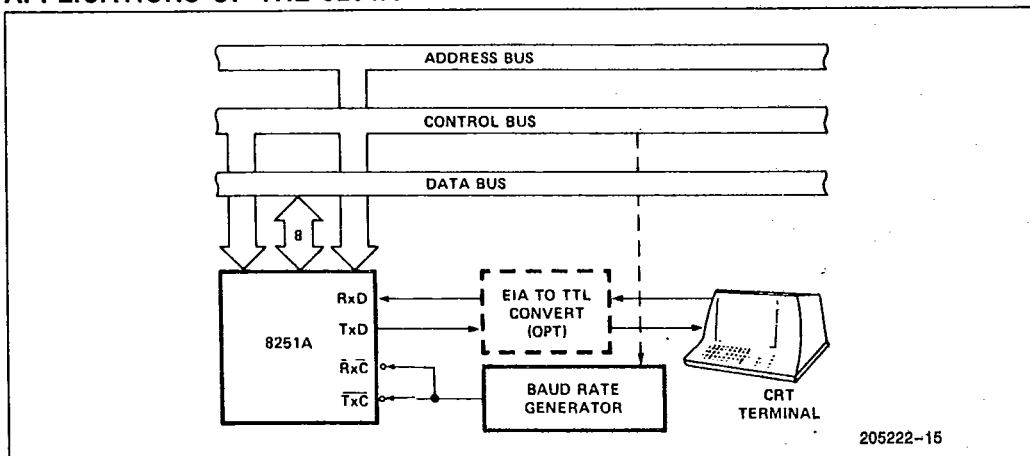 ADDRESS BUS
CONTROL BUS
DATA BUS
8
RxD
TxD
8251A
RxC
TxC
EIA TO TTL
CONVERT
(OPT)
BAUD RATE
GENERATOR
CRT
TERMINAL
205222-15